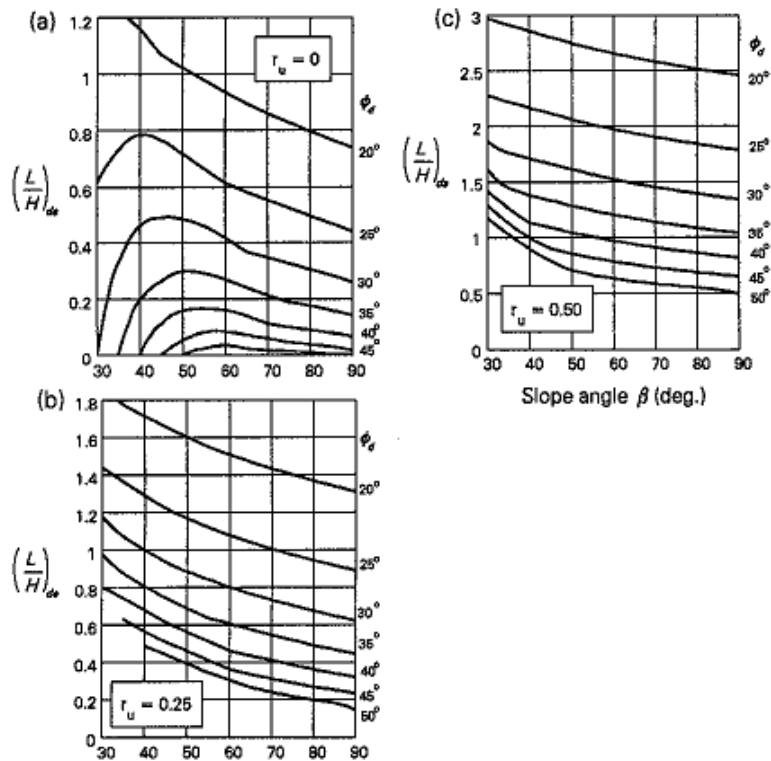 (a)
1.2
1
0.8
0.6
0.4
0.2
0
(L/H)ds
r_u = 0
ϕ_d
20°
25°
30°
35°
40°
45°
30 40 50 60 70 80 90
(b)
1.8
1.6
1.4
1.2
1
0.8
0.6
0.4
0.2
0
(L/H)ds
r_u = 0.25
ϕ_d
20°
25°
30°
35°
40°
45°
50°
30 40 50 60 70 80 90
(c)
3
2.5
2
1.5
1
0.5
0
(L/H)ds
r_u = 0.50
ϕ_d
20°
25°
30°
35°
40°
45°
50°
30 40 50 60 70 80 90
Slope angle β (deg.)